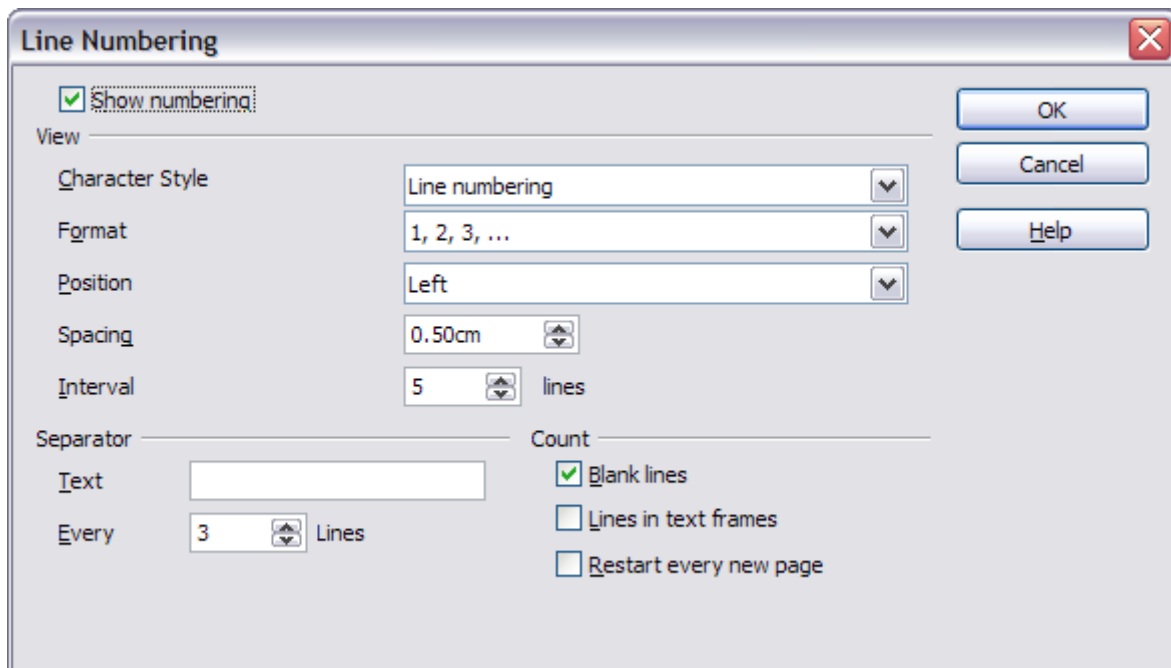 Line Numbering
Show numbering
OK
View
Cancel
Character Style
Line numbering
Format
1, 2, 3, ...
Help
Position
Left
Spacing
0.50cm
Interval
5
lines
Separator
Count
Text
Blank lines
Every
3
Lines
Lines in text frames
Restart every new page